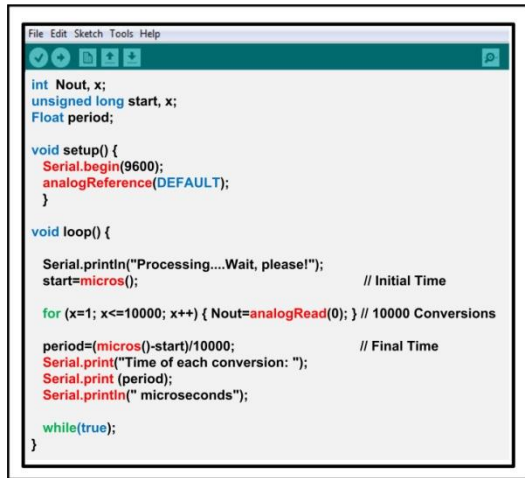 File Edit Sketch Tools Help
int Nout, x;
unsigned long start, x;
Float period;
void setup() {
Serial.begin(9600);
analogReference(DEFAULT);
}
void loop() {
Serial.println("Processing....Wait, please!");
start=micros(); // Initial Time
for (x=1; x<=10000; x++) { Nout=analogRead(0); } // 10000 Conversions
period=(micros()-start)/10000; // Final Time
Serial.print("Time of each conversion: ");
Serial.print (period);
Serial.println(" microseconds");
while(true);
}